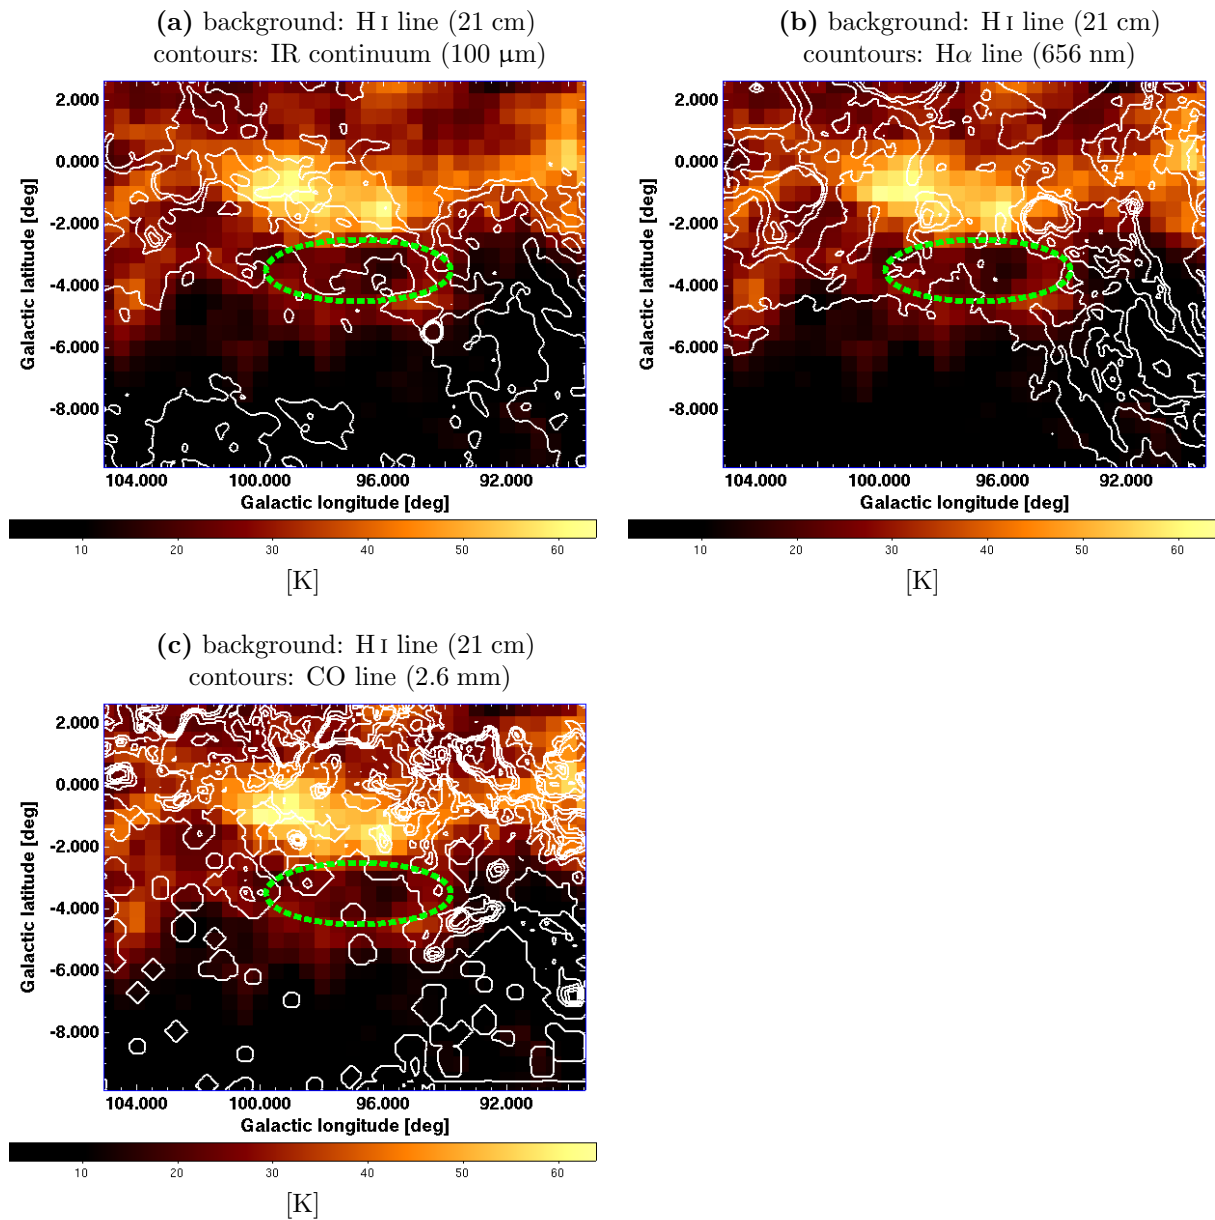 (a) background: H I line (21 cm)
contours: IR continuum (100 μm)
2.000
0.000
-2.000
-4.000
-6.000
-8.000
Galactic latitude [deg]
104.000 100.000 96.000 92.000
Galactic longitude [deg]
10 20 30 40 50 60
[K]
(b) background: H I line (21 cm)
countours: Hα line (656 nm)
2.000
0.000
-2.000
-4.000
-6.000
-8.000
Galactic latitude [deg]
104.000 100.000 96.000 92.000
Galactic longitude [deg]
10 20 30 40 50 60
[K]
(c) background: H I line (21 cm)
contours: CO line (2.6 mm)
2.000
0.000
-2.000
-4.000
-6.000
-8.000
Galactic latitude [deg]
104.000 100.000 96.000 92.000
Galactic longitude [deg]
10 20 30 40 50 60
[K]